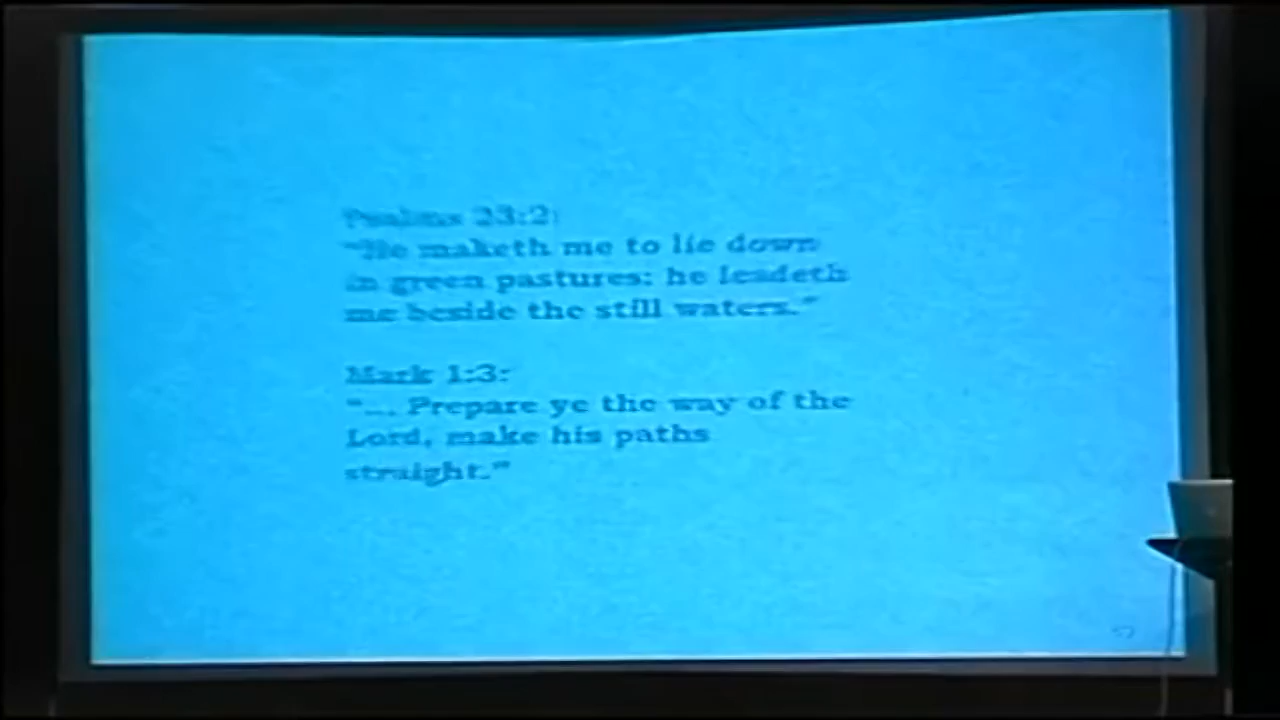 Psalms 23:2:
"He maketh me to lie down
in green pastures: he leadeth
me beside the still waters."
Mark 1:3:
"... Prepare ye the way of the
Lord, make his paths
straight."